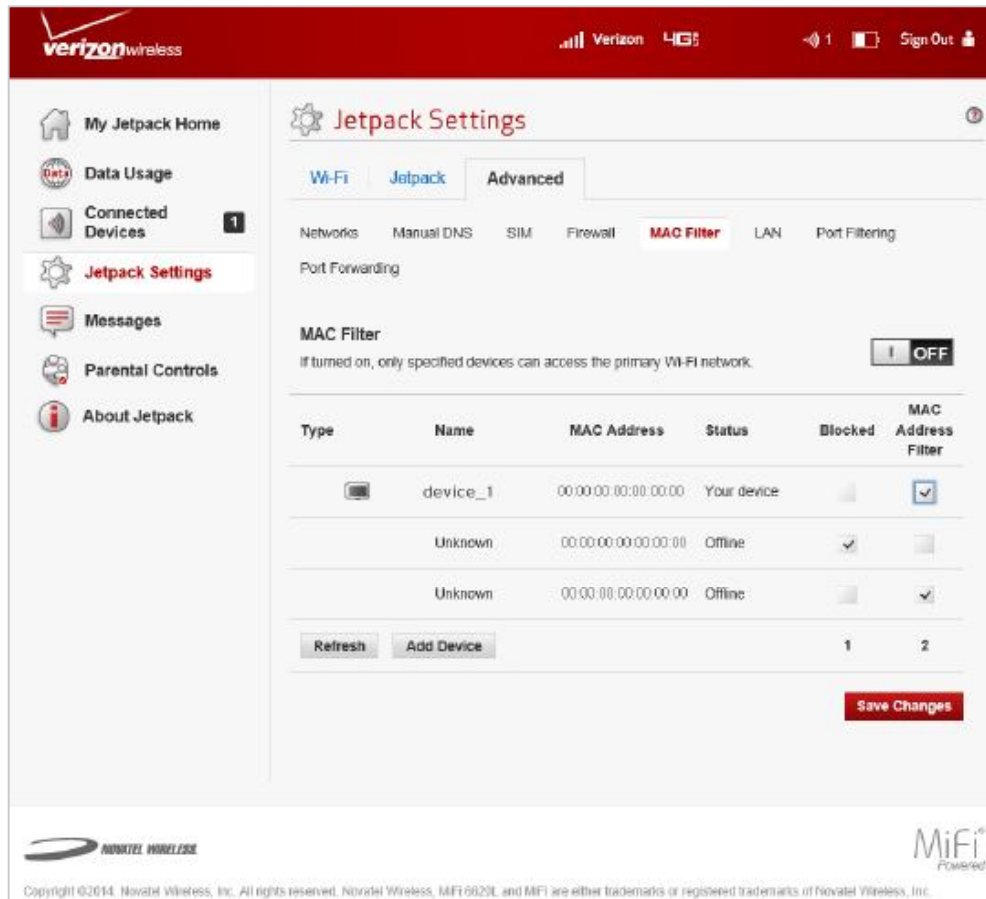 verizonwireless
Verizon 4G
1
Sign Out
My Jetpack Home
Data
Data Usage
Connected
Devices
1
Jetpack Settings
Messages
Parental Controls
About Jetpack
Jetpack Settings
?
Wi-Fi Jetpack Advanced
Networks Manual DNS SIM Firewall MAC Filter LAN Port Filtering
Port Forwarding
MAC Filter
If turned on, only specified devices can access the primary Wi-Fi network.
OFF
Type Name MAC Address Status Blocked MAC Address Filter
device_1 00:00:00:00:00:00:00 Your device
Unknown 00:00:00:00:00:00:00 Offline
Unknown 00:00:00:00:00:00:00 Offline
Refresh Add Device 1 2
Save Changes
NOVATEL WIRELESS
MiFi
Powered
Copyright ©2014. Novatel Wireless, Inc. All rights reserved. Novatel Wireless, MiFi 6620L and MiFi are either trademarks or registered trademarks of Novatel Wireless, Inc.